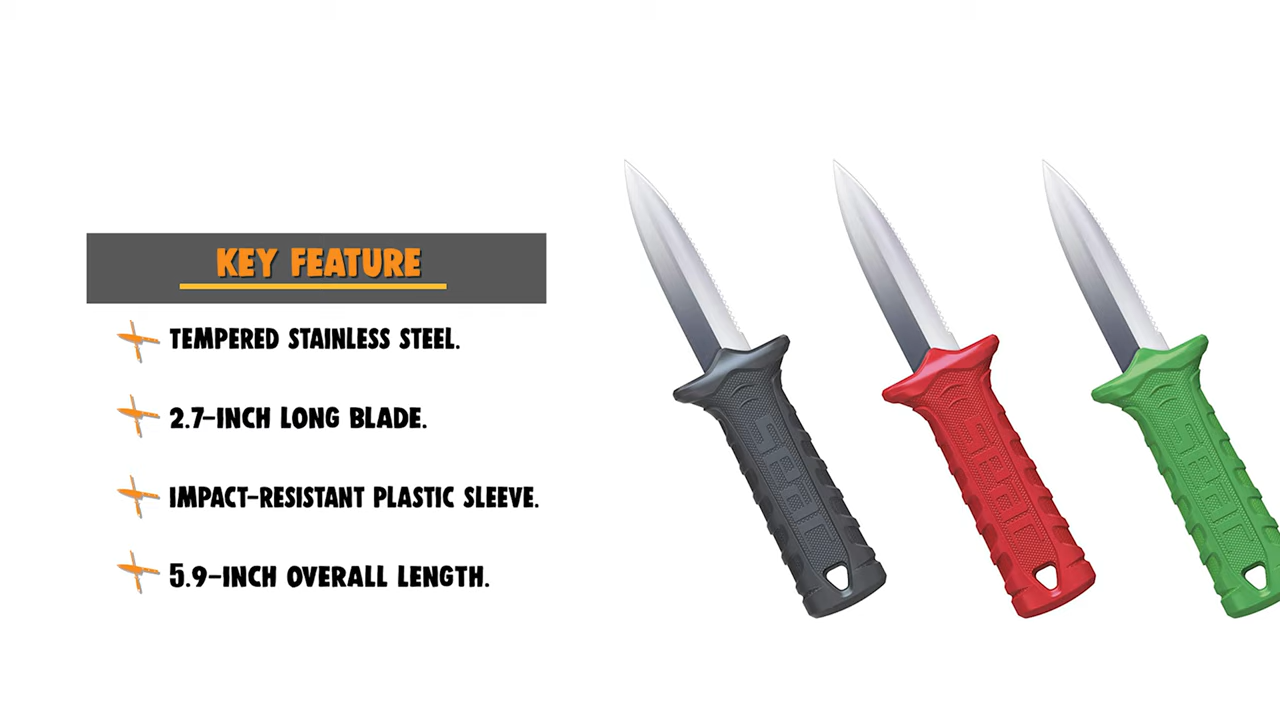 KEY FEATURE
TEMPERED STAINLESS STEEL.
2.7-INCH LONG BLADE.
IMPACT-RESISTANT PLASTIC SLEEVE.
5.9-INCH OVERALL LENGTH.